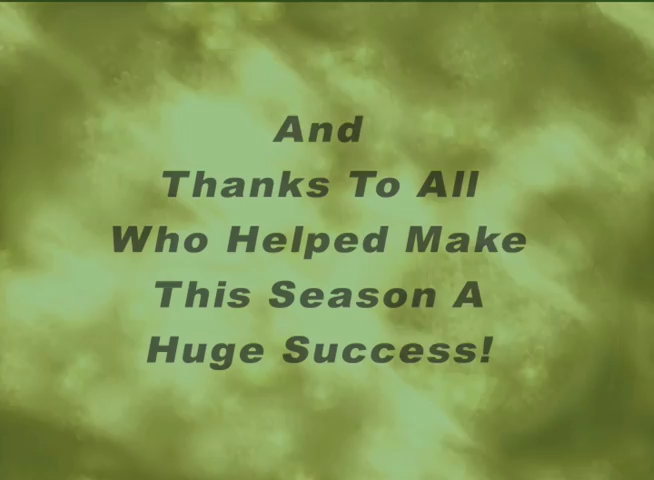 And
Thanks To All
Who Helped Make
This Season A
Huge Success!